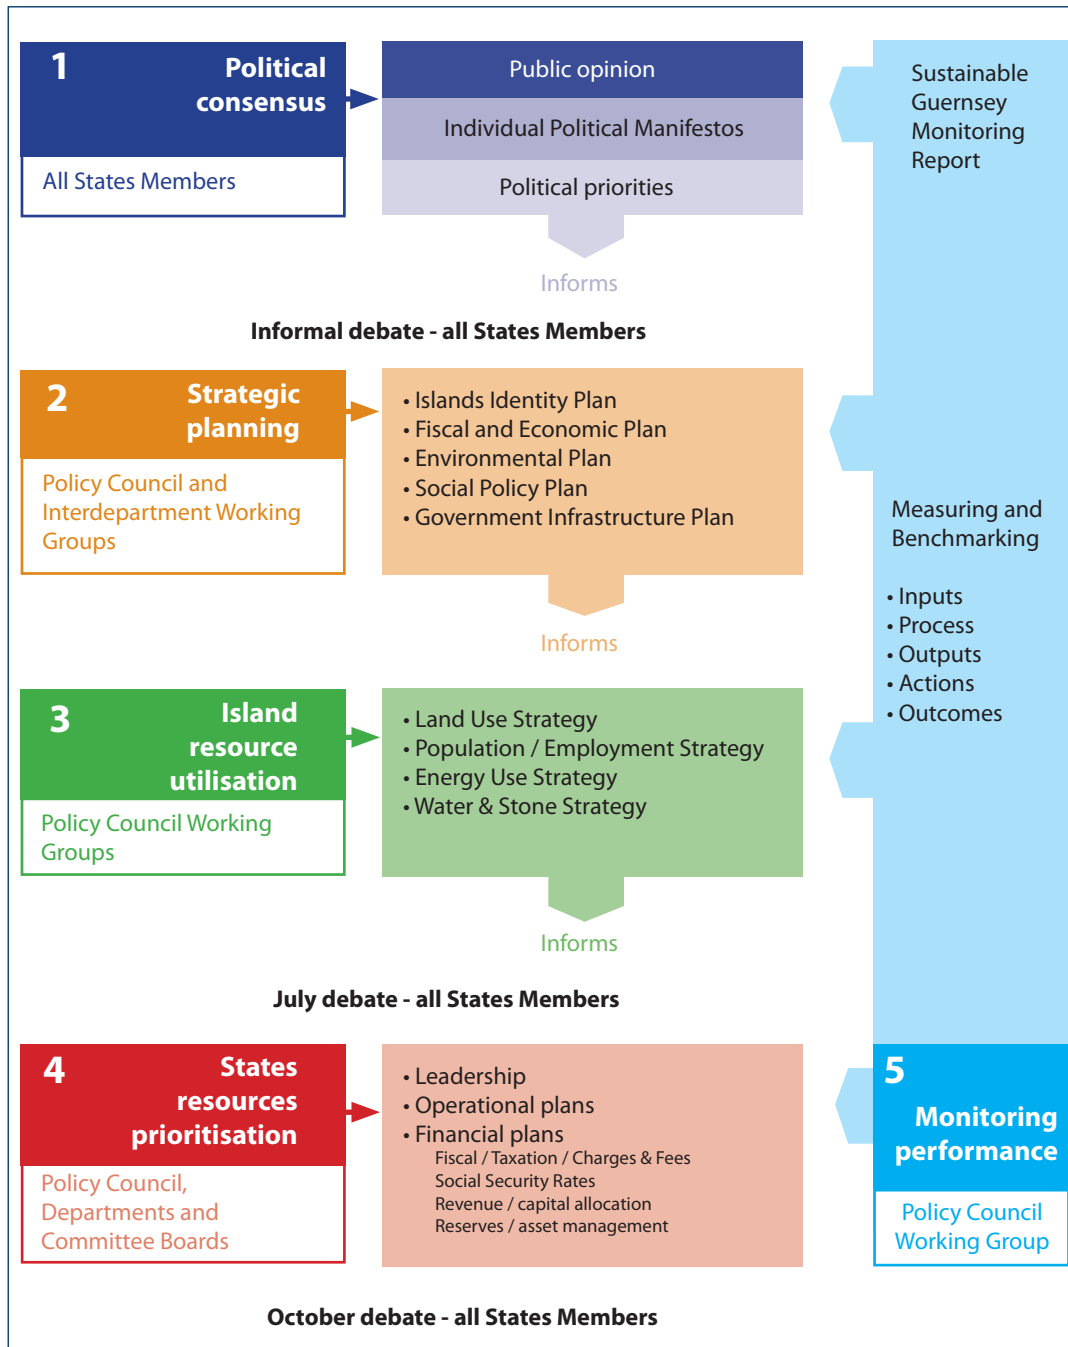 1
Political
consensus
All States Members
Public opinion
Individual Political Manifestos
Political priorities
Informs
Informal debate - all States Members
2
Strategic
planning
Policy Council and
Interdepartment Working
Groups
• Islands Identity Plan
• Fiscal and Economic Plan
• Environmental Plan
• Social Policy Plan
• Government Infrastructure Plan
Informs
3
Island
resource
utilisation
Policy Council Working
Groups
• Land Use Strategy
• Population / Employment Strategy
• Energy Use Strategy
• Water & Stone Strategy
Informs
July debate - all States Members
4
States
resources
prioritisation
Policy Council,
Departments and
Committee Boards
• Leadership
• Operational plans
• Financial plans
Fiscal / Taxation / Charges & Fees
Social Security Rates
Revenue / capital allocation
Reserves / asset management
October debate - all States Members
Sustainable
Guernsey
Monitoring
Report
Measuring and
Benchmarking
• Inputs
• Process
• Outputs
• Actions
• Outcomes
5
Monitoring
performance
Policy Council
Working Group